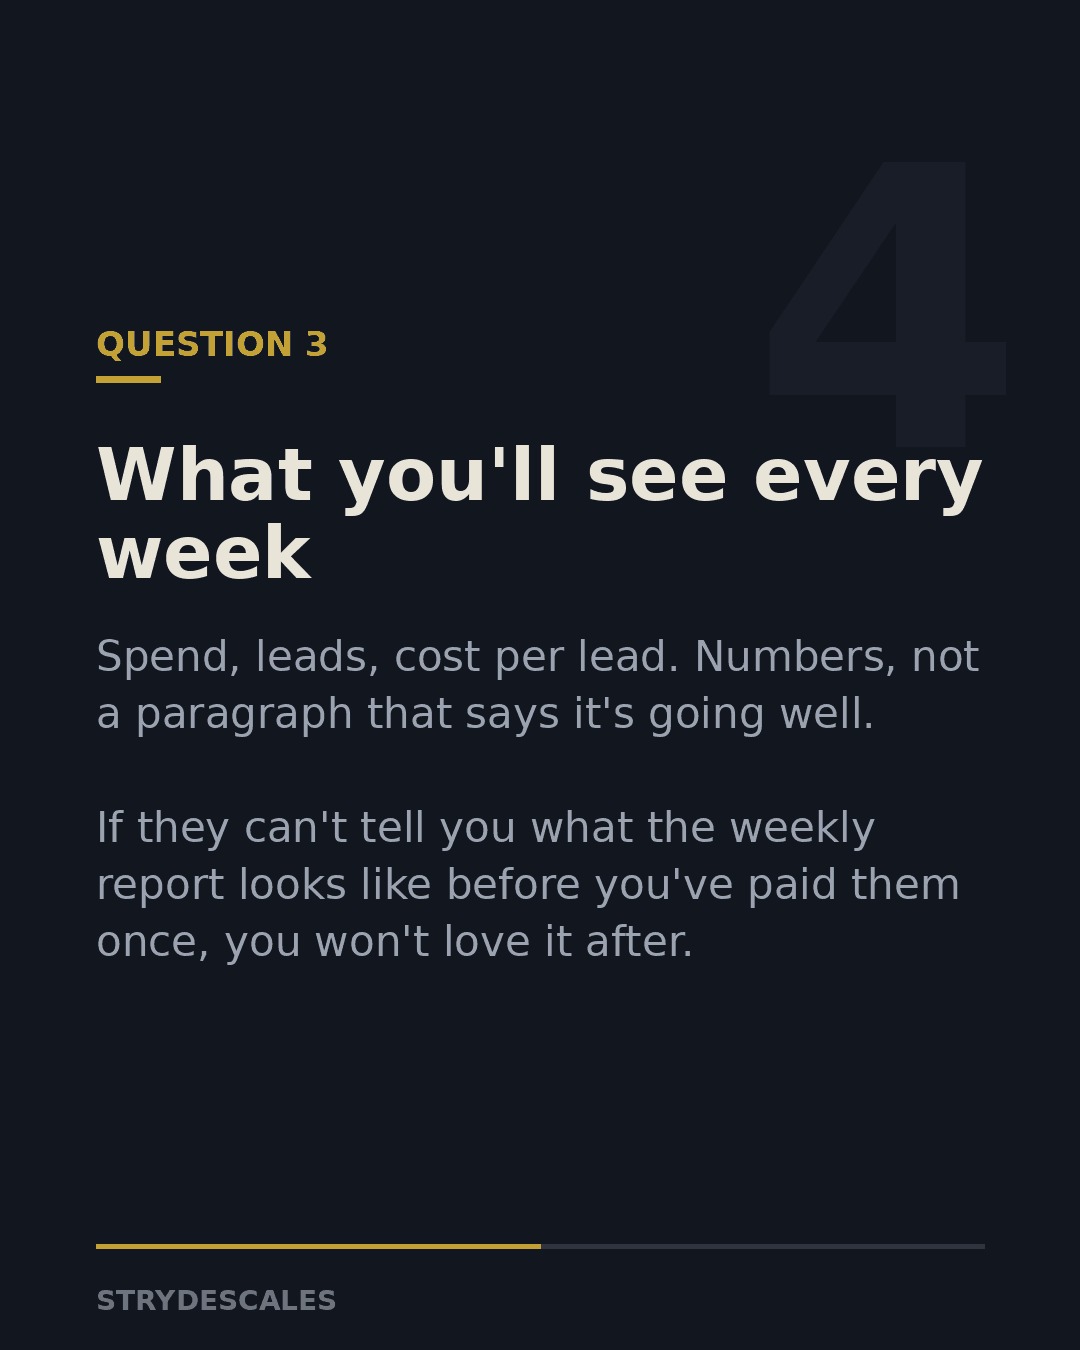 4
QUESTION 3
What you'll see every
week
Spend, leads, cost per lead. Numbers, not
a paragraph that says it's going well.
If they can't tell you what the weekly
report looks like before you've paid them
once, you won't love it after.
STRYDESCALES